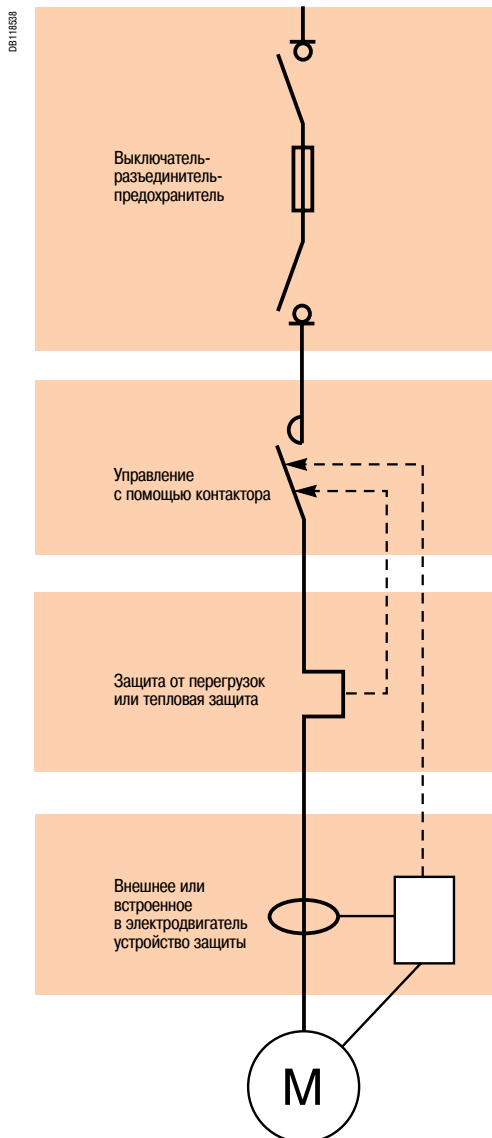 DB118538
Выключатель-
разъединитель-
предохранитель
Управление
с помощью контактора
Защита от перегрузок
или тепловая защита
Внешнее или
встроенное
в электродвигатель
устройство защиты
M